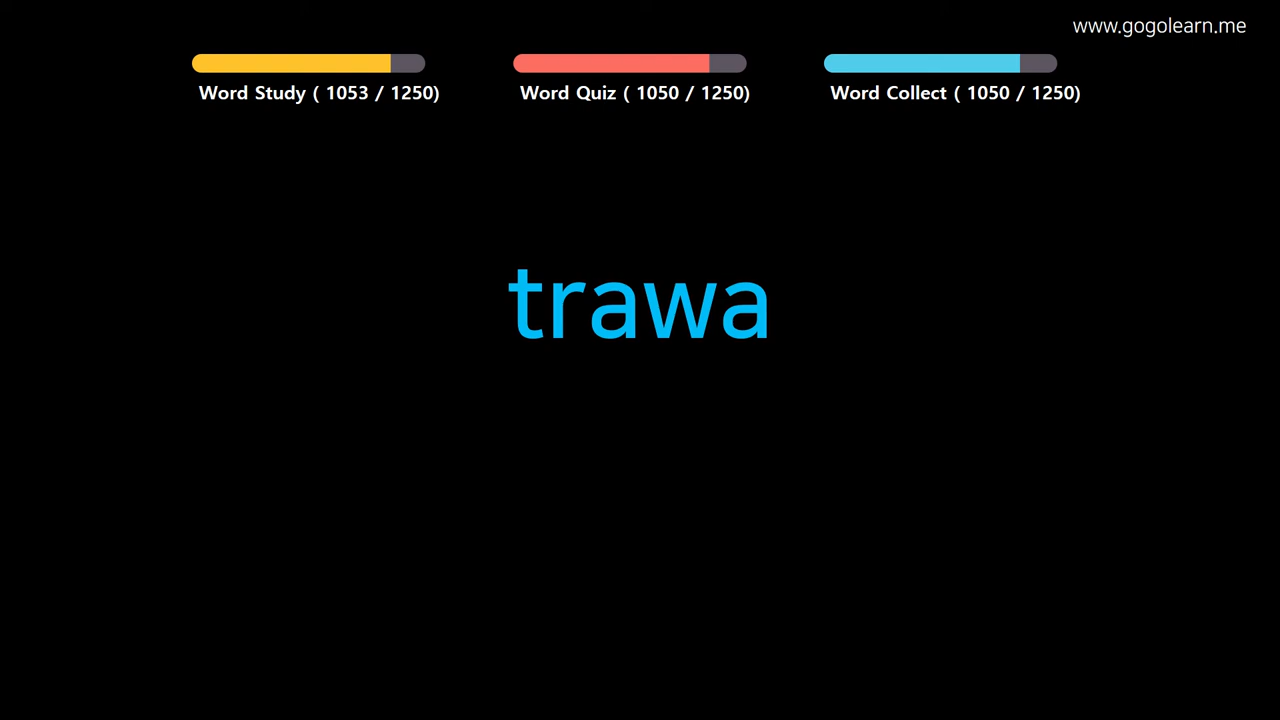 www.gogolearn.me
Word Study ( 1053 / 1250)
Word Quiz ( 1050 / 1250)
Word Collect ( 1050 / 1250)
trawa